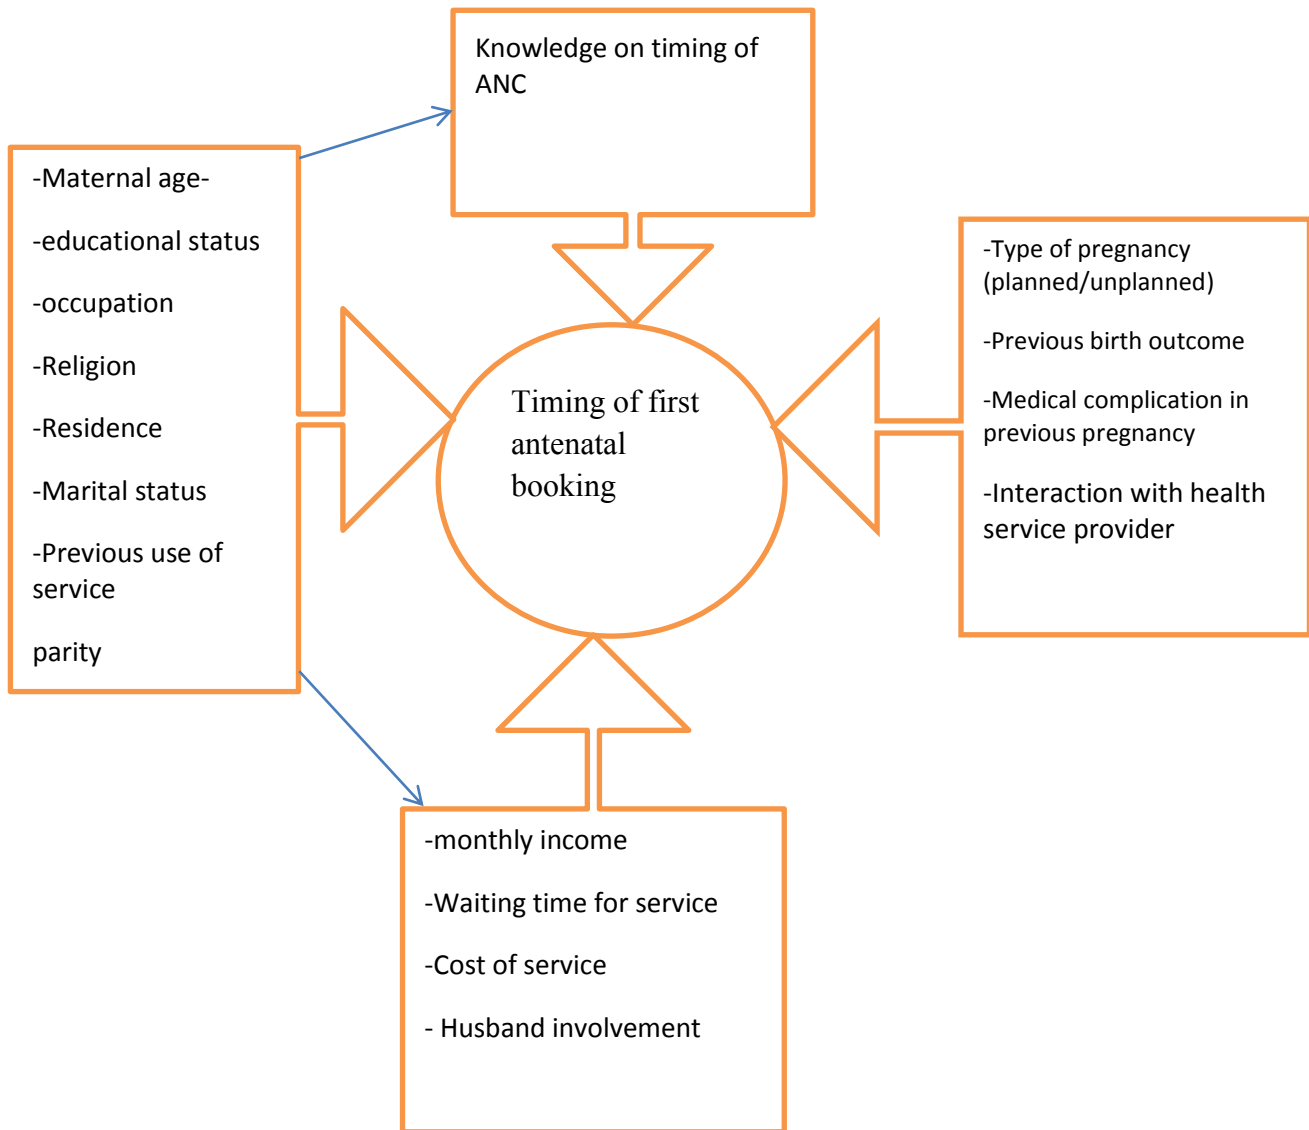 Knowledge on timing of
ANC
-Maternal age-
-educational status
-occupation
-Religion
-Residence
-Marital status
-Previous use of
service
parity
Timing of first
antenatal
booking
-Type of pregnancy
(planned/unplanned)
-Previous birth outcome
-Medical complication in
previous pregnancy
-Interaction with health
service provider
-monthly income
-Waiting time for service
-Cost of service
- Husband involvement